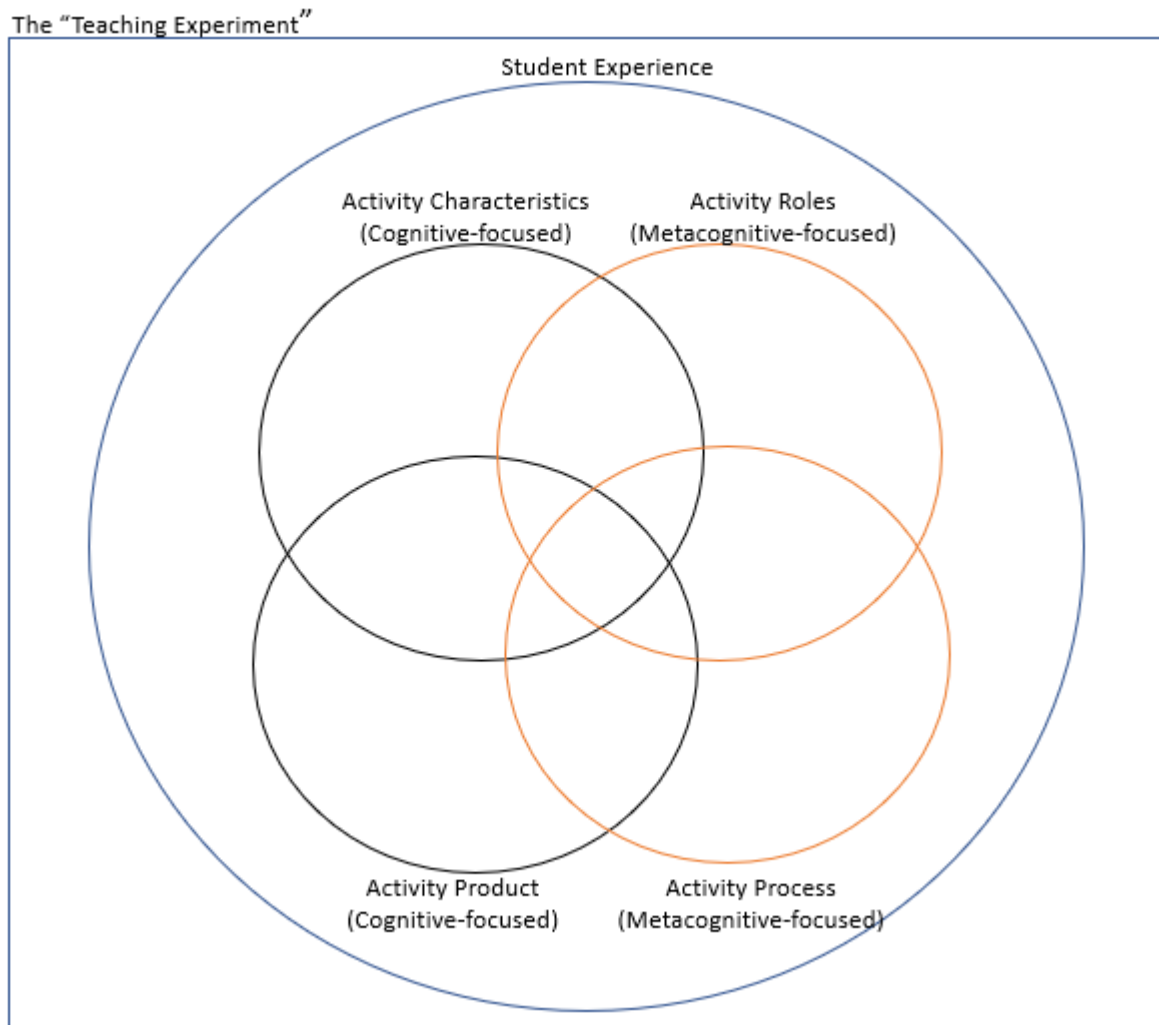 The “Teaching Experiment”
Student Experience
Activity Characteristics
(Cognitive-focused)
Activity Roles
(Metacognitive-focused)
Activity Product
(Cognitive-focused)
Activity Process
(Metacognitive-focused)